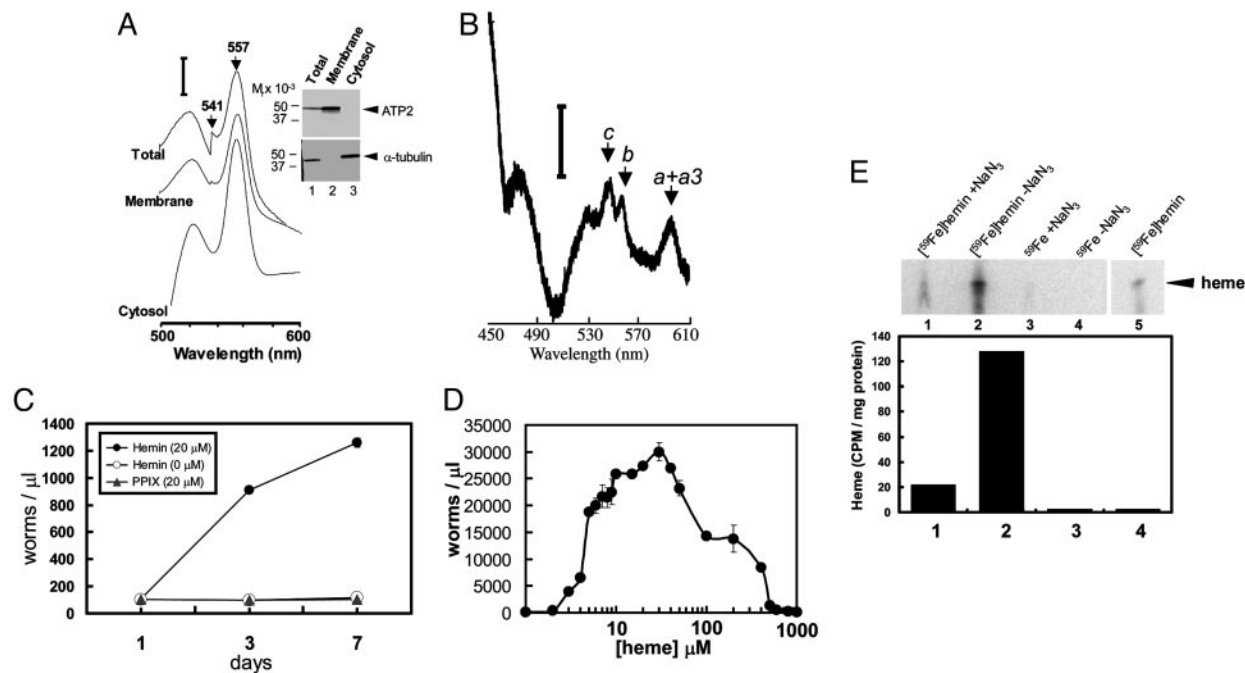 A
557
541
Total
Membrane
Cytosol
500
600
Wavelength (nm)
Total
Membrane
Cytosol
Mr x 10-3
50
37
ATP2
50
37
α-tubulin
1 2 3
B
c
b
a+a3
450 490 530 570 610
Wavelength (nm)
C
1400
1200
1000
800
600
400
200
0
worms / μl
Hemin (20 μM)
Hemin (0 μM)
PPIX (20 μM)
1 3 7
days
D
35000
30000
25000
20000
15000
10000
5000
0
worms / μl
10 100 1000
[heme] μM
E
[59Fe]hemin +NaN3
[59Fe]hemin -NaN3
59Fe +NaN3
59Fe -NaN3
[59Fe]hemin
heme
1 2 3 4 5
140
120
100
80
60
40
20
0
Heme (CPM / mg protein)
1 2 3 4